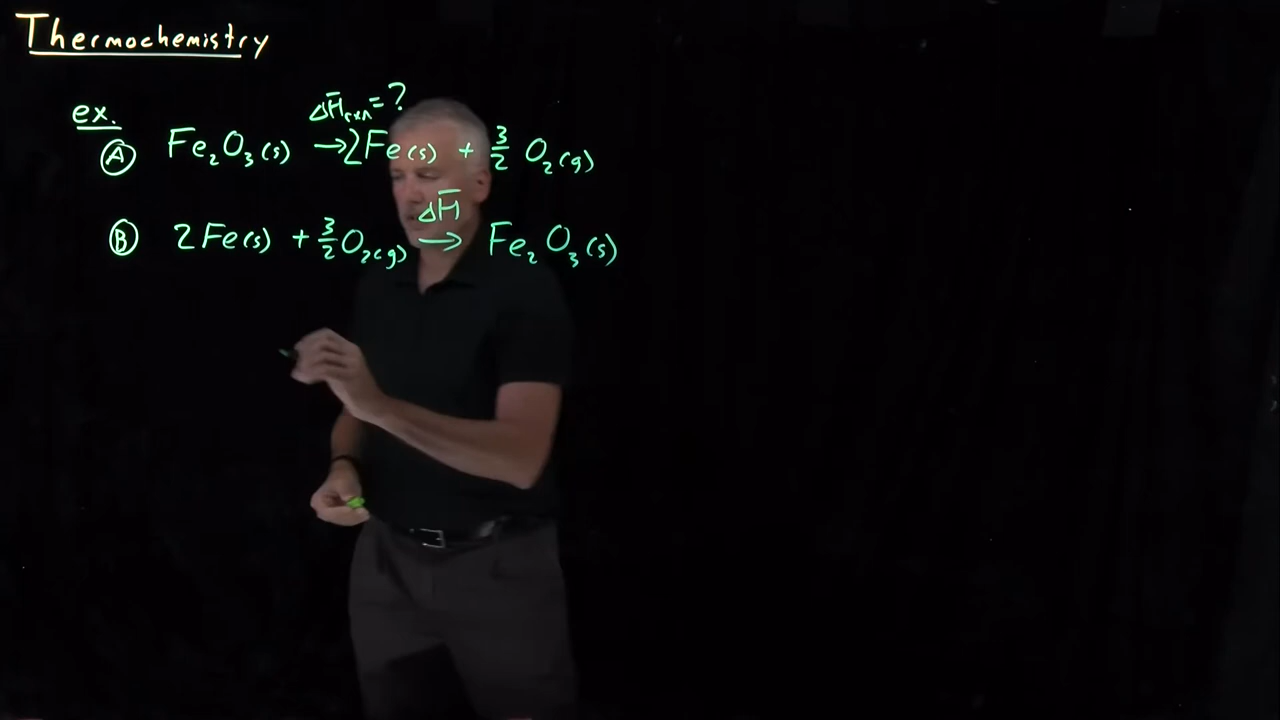 Thermochemistry
ex.
ΔH̅rxn = ?
Ⓐ Fe₂O₃(s) → 2Fe(s) + 3/2 O₂(g)
ΔH̅
Ⓑ 2Fe(s) + 3/2 O₂(g) → Fe₂O₃(s)